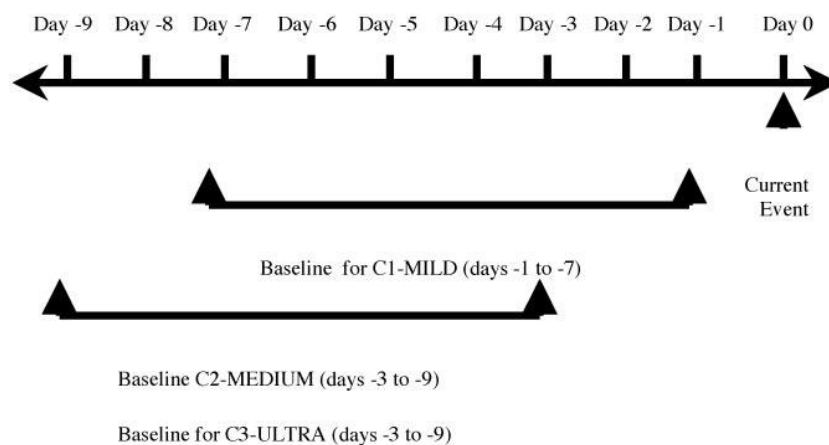 Day -9 Day -8 Day -7 Day -6 Day -5 Day -4 Day -3 Day -2 Day -1 Day 0
Current
Event
Baseline for C1-MILD (days -1 to -7)
Baseline C2-MEDIUM (days -3 to -9)
Baseline for C3-ULTRA (days -3 to -9)